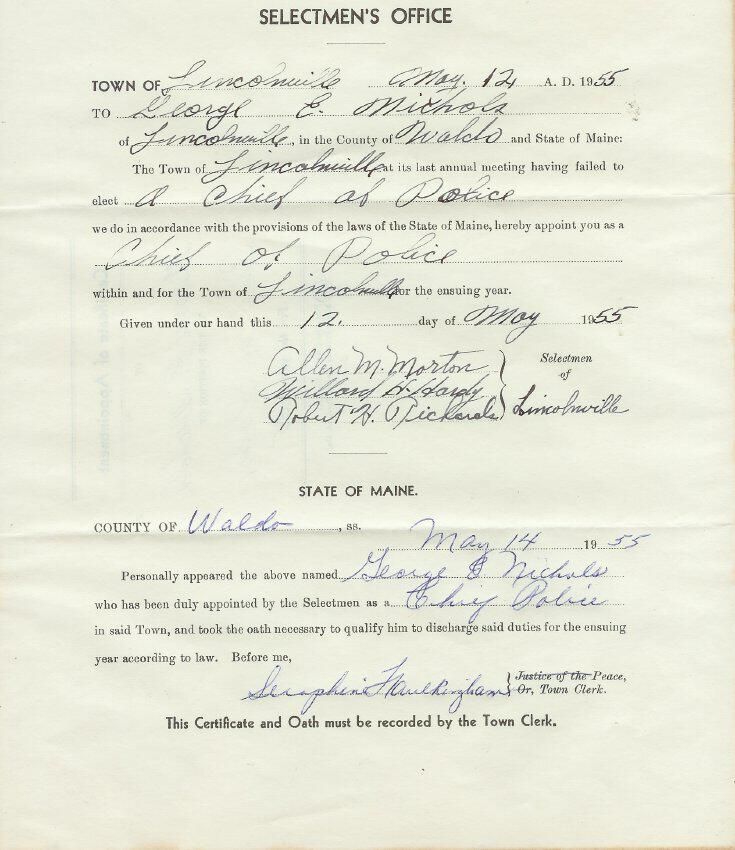 SELECTMEN'S OFFICE
TOWN OF Lincolnville May. 12, A. D. 1955
TO George E. Nichols
of Lincolnville, in the County of Waldo and State of Maine:
The Town of Lincolnville at its last annual meeting having failed to
elect A Chief of Police
we do in accordance with the provisions of the laws of the State of Maine, hereby appoint you as a
Chief Of Police
within and for the Town of Lincolnville for the ensuing year.
Given under our hand this 12. day of May 1955
Allen M. Morton
Willard H. Hardy
Robert H. Richards
Selectmen
of
Lincolnville
STATE OF MAINE.
COUNTY OF Waldo, ss.
May 14 1955
Personally appeared the above named George E Nichols
who has been duly appointed by the Selectmen as a Chief Police
in said Town, and took the oath necessary to qualify him to discharge said duties for the ensuing
year according to law. Before me,
Seraphine Faulkingham
Justice of the Peace,
Or, Town Clerk.
This Certificate and Oath must be recorded by the Town Clerk.